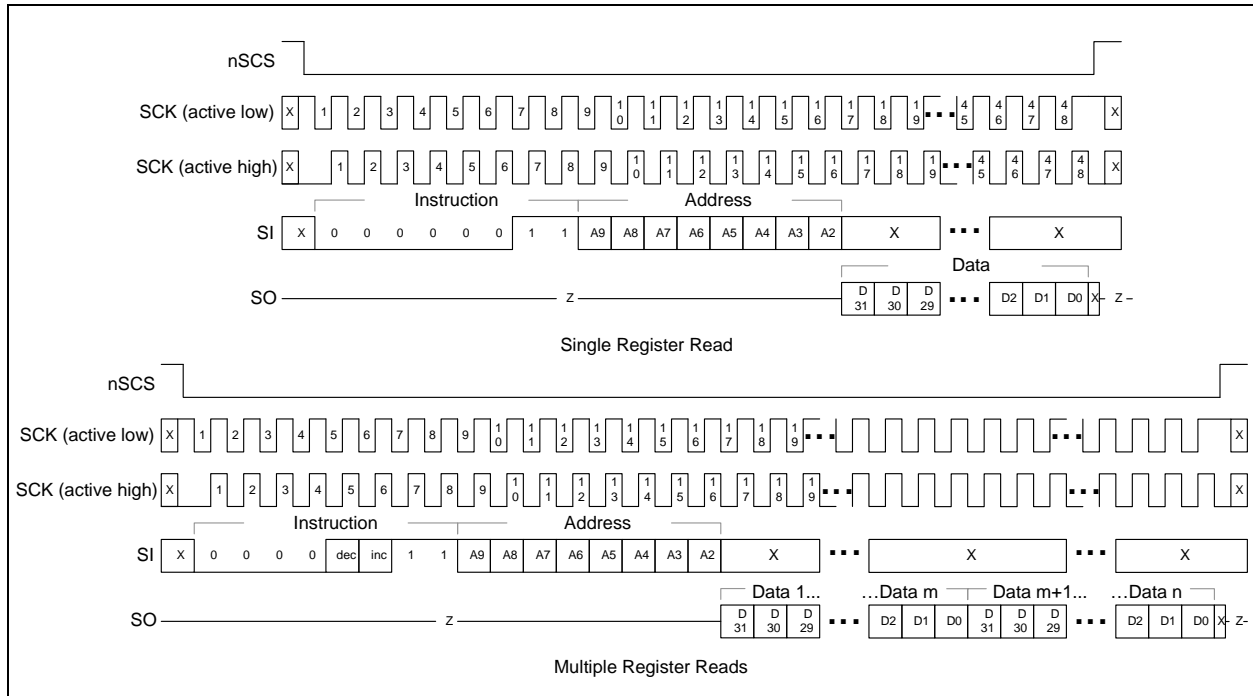 nSCS
SCK (active low) X 1 2 3 4 5 6 7 8 9 10 11 12 13 14 15 16 17 18 19 ... 45 46 47 48 X
SCK (active high) X 1 2 3 4 5 6 7 8 9 10 11 12 13 14 15 16 17 18 19 ... 45 46 47 48 X
Instruction Address
SI X 0 0 0 0 0 0 1 1 A9 A8 A7 A6 A5 A4 A3 A2 X ... X
Data
SO Z D31 D30 D29 ... D2 D1 D0 X Z
Single Register Read
nSCS
SCK (active low) X 1 2 3 4 5 6 7 8 9 10 11 12 13 14 15 16 17 18 19 ... ... X
SCK (active high) X 1 2 3 4 5 6 7 8 9 10 11 12 13 14 15 16 17 18 19 ... ... X
Instruction Address
SI X 0 0 0 0 dec inc 1 1 A9 A8 A7 A6 A5 A4 A3 A2 X ... X ... X
Data 1... ...Data m Data m+1... ...Data n
SO Z D31 D30 D29 ... D2 D1 D0 D31 D30 D29 ... D2 D1 D0 X Z
Multiple Register Reads